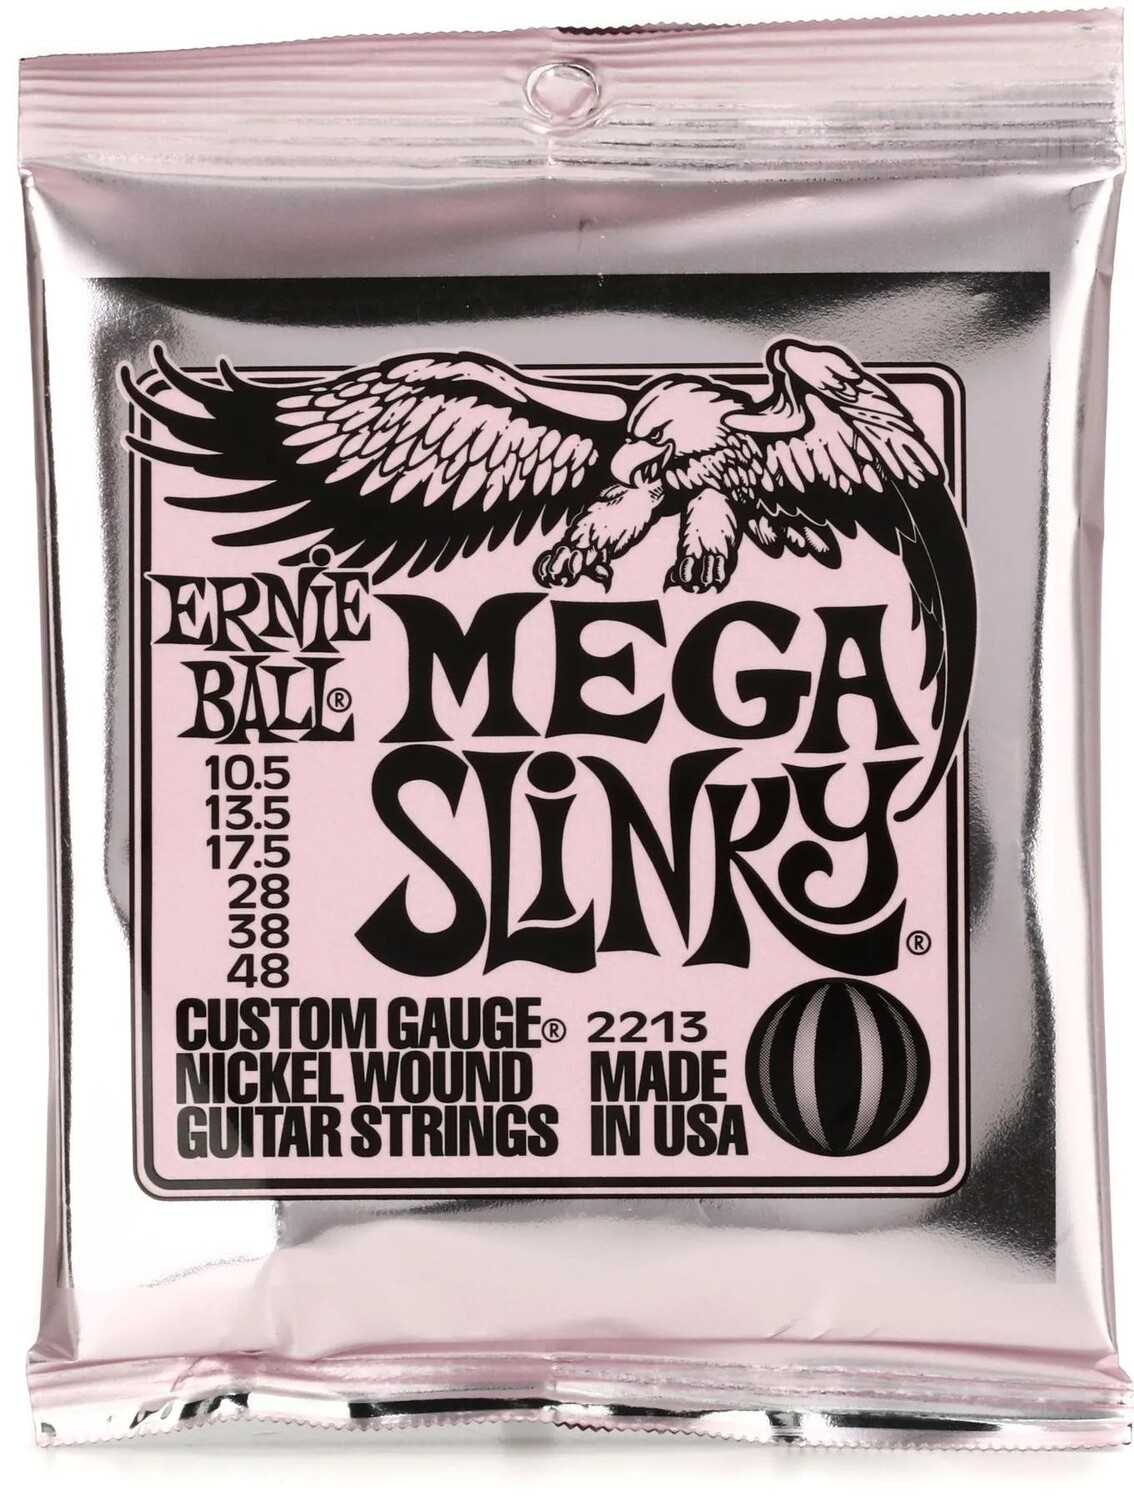 ERNiE
BALL®
MEGA
SLiNKY®
10.5
13.5
17.5
28
38
48
CUSTOM GAUGE®
NICKEL WOUND
GUITAR STRINGS
2213
MADE
IN USA